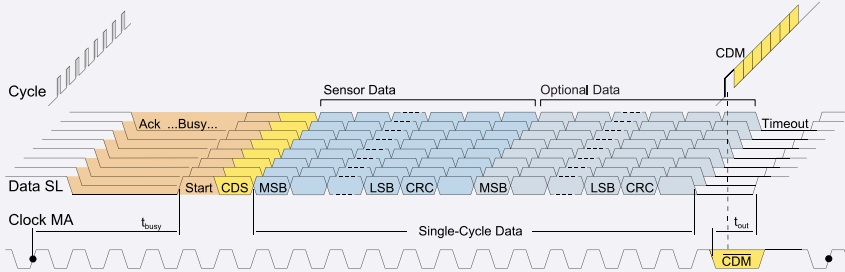 CDM
Cycle
Sensor Data
Optional Data
Ack ...Busy...
Timeout
Data SL
Start
CDS
MSB
LSB
CRC
MSB
LSB
CRC
Clock MA
tbusy
Single-Cycle Data
tout
CDM